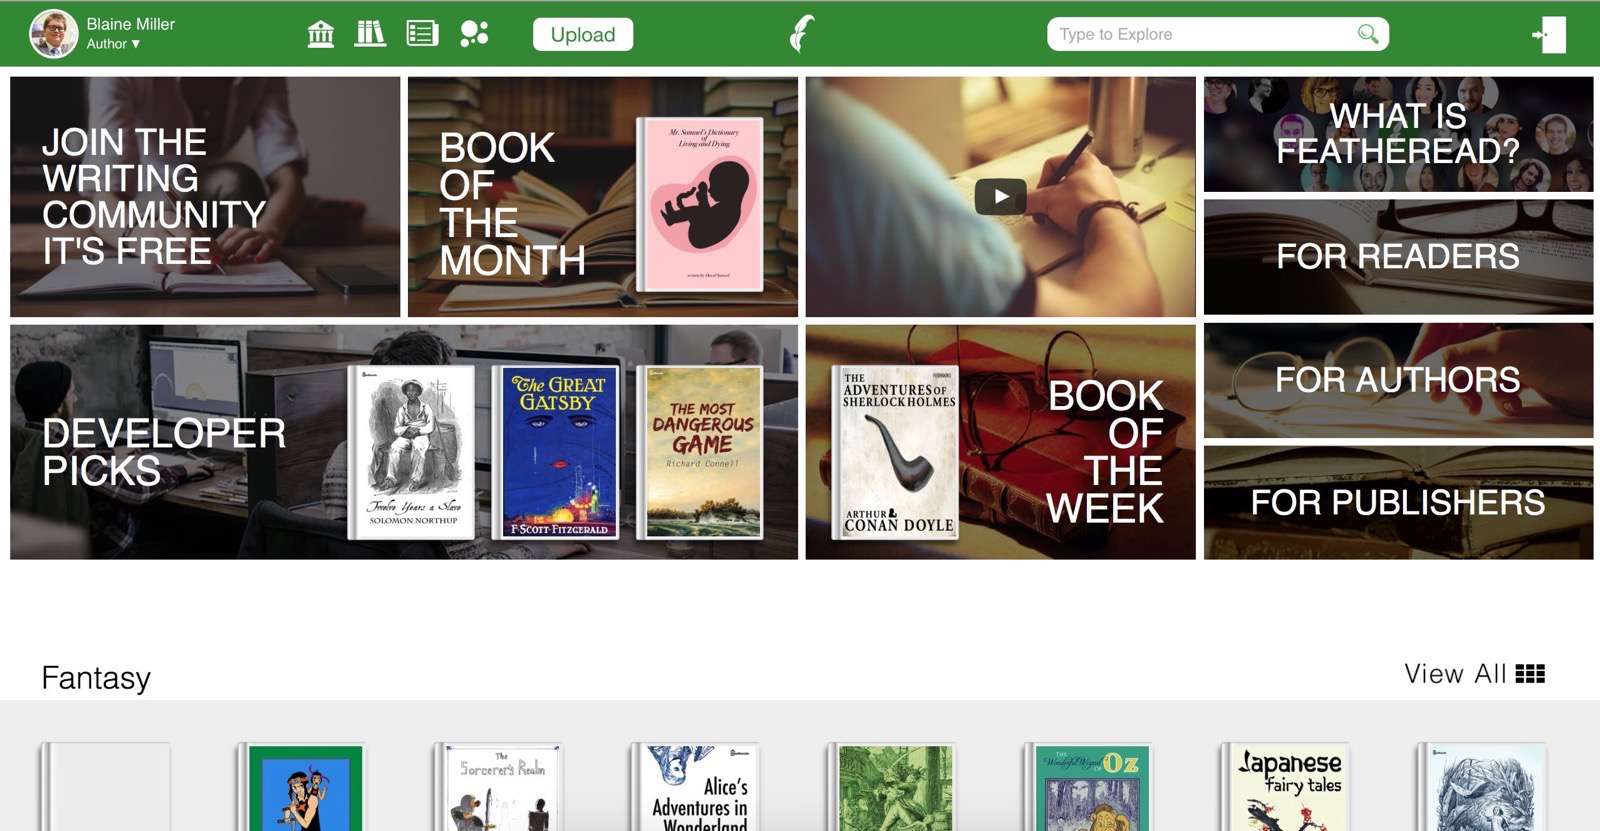 Blaine Miller
Author ▼
Upload
Type to Explore
JOIN THE
WRITING
COMMUNITY
IT'S FREE
BOOK
OF
THE
MONTH
Mr. Samuel's Dictionary
of
Living and Dying
written by David Samuel
WHAT IS
FEATHEREAD?
FOR READERS
FOR AUTHORS
FOR PUBLISHERS
DEVELOPER
PICKS
Twelve Years a Slave
SOLOMON NORTHUP
The GREAT
GATSBY
F·SCOTT·FITZGERALD
THE MOST
DANGEROUS
GAME
Richard Connell
THE
ADVENTURES OF
SHERLOCK HOLMES
ARTHUR
CONAN DOYLE
BOOK
OF
THE
WEEK
Fantasy
View All
The
Sorcerer's Realm
Alice's
Adventures in
Wonderland
THE
Wonderful Wizard
OF Oz
Japanese
fairy tales